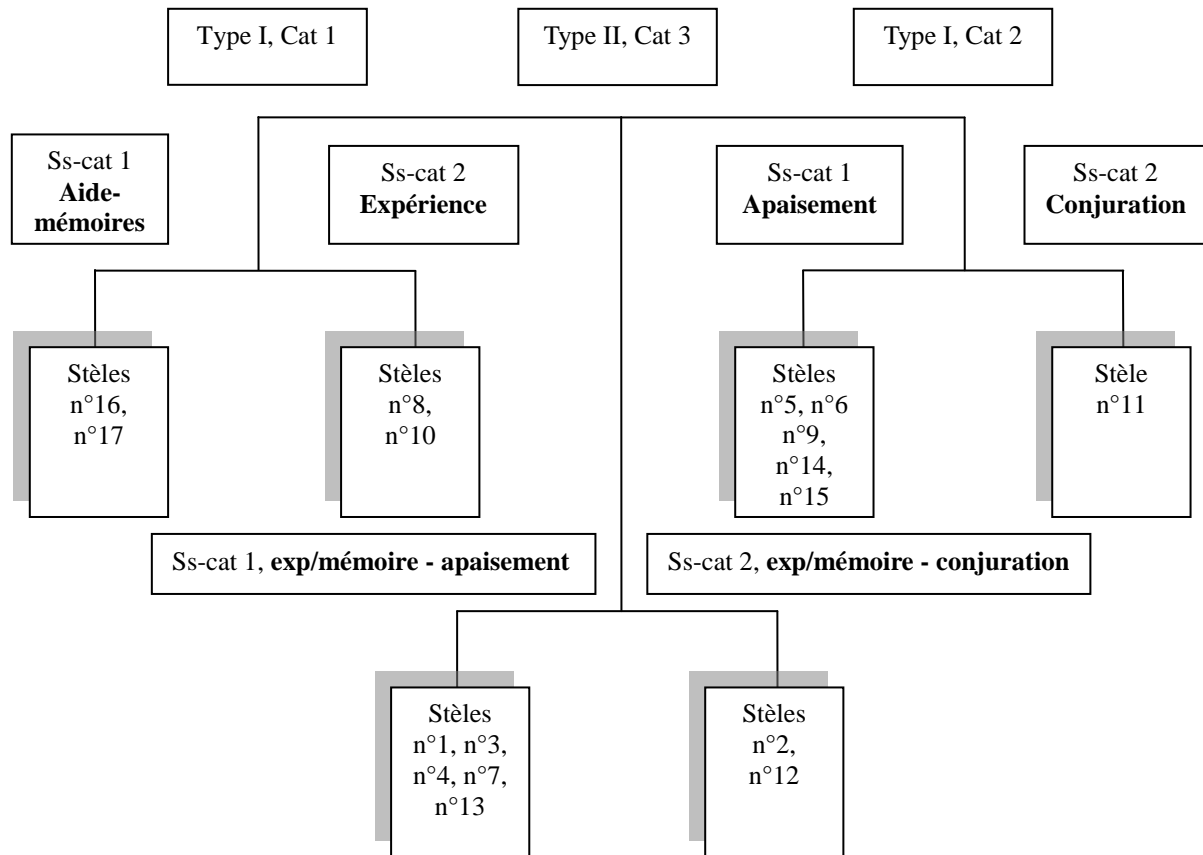 Type I, Cat 1
Type II, Cat 3
Type I, Cat 2
Ss-cat 1
Aide-
mémoires
Ss-cat 2
Expérience
Ss-cat 1
Apaisement
Ss-cat 2
Conjuration
Stèles
n°16,
n°17
Stèles
n°8,
n°10
Stèles
n°5, n°6
n°9,
n°14,
n°15
Stèle
n°11
Ss-cat 1, exp/mémoire - apaisement
Ss-cat 2, exp/mémoire - conjuration
Stèles
n°1, n°3,
n°4, n°7,
n°13
Stèles
n°2,
n°12